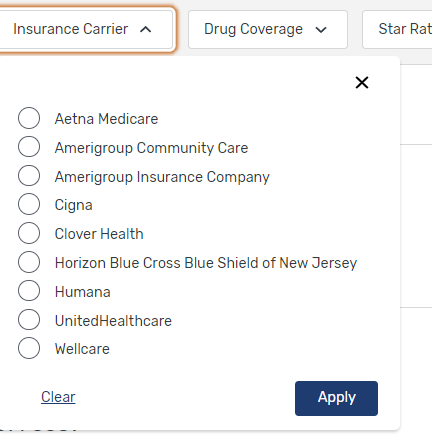 Insurance Carrier
Drug Coverage
Star Rat
Aetna Medicare
Amerigroup Community Care
Amerigroup Insurance Company
Cigna
Clover Health
Horizon Blue Cross Blue Shield of New Jersey
Humana
UnitedHealthcare
Wellcare
Clear
Apply